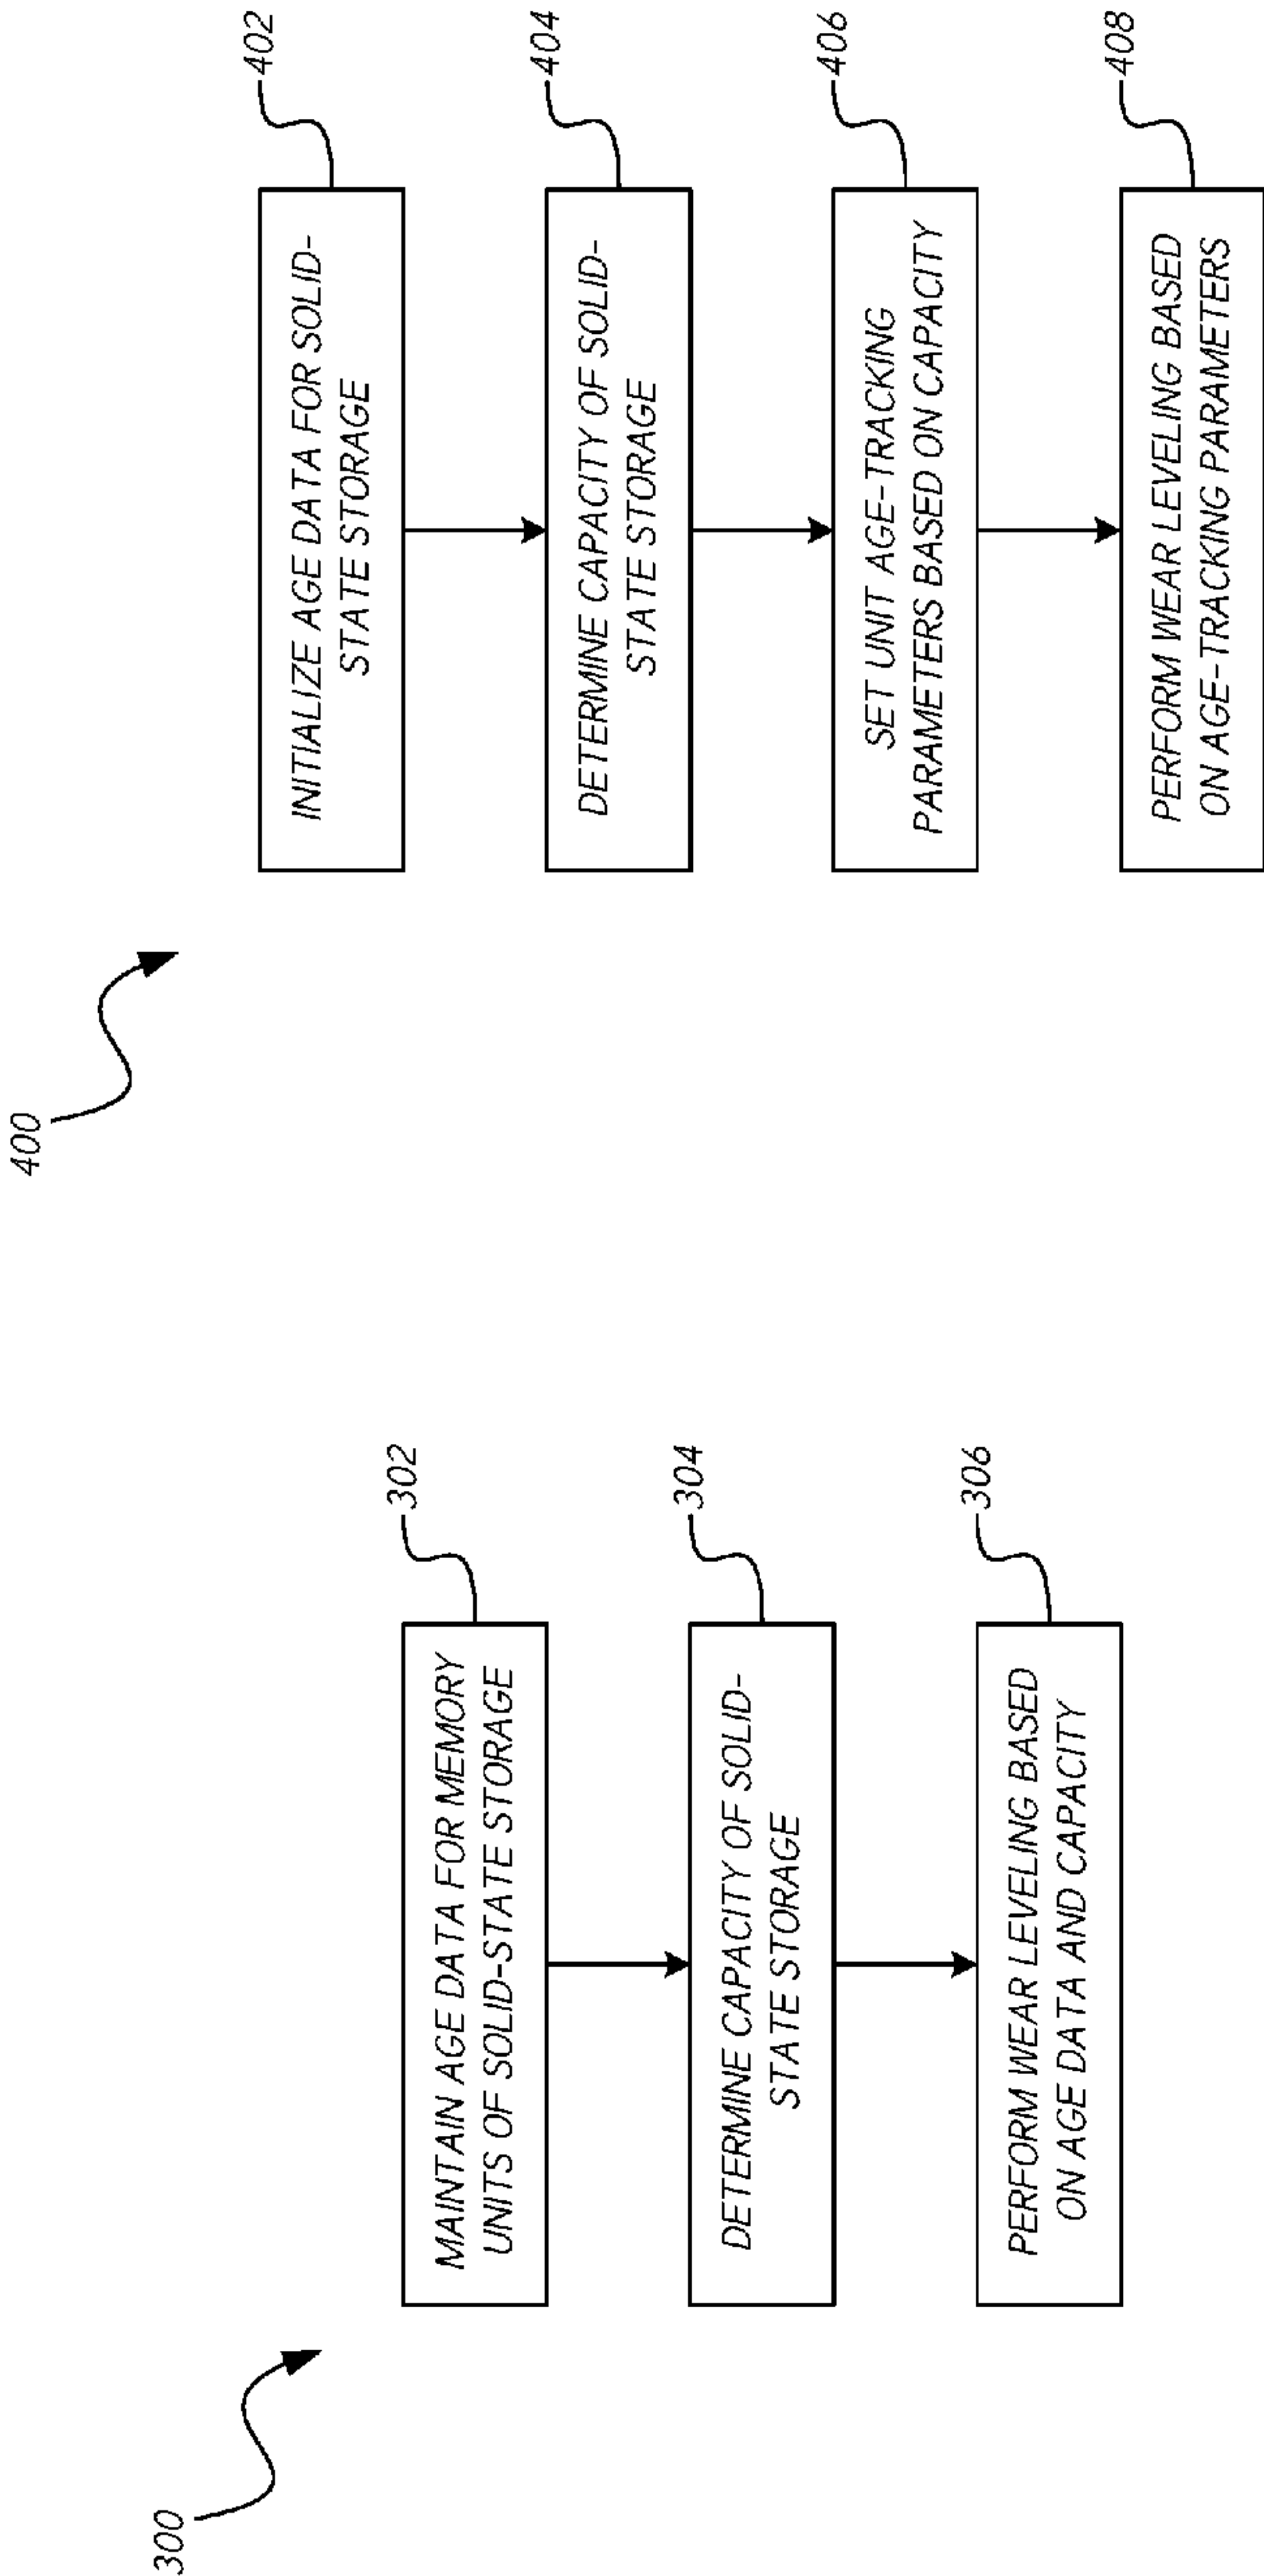 300
MAINTAIN AGE DATA FOR MEMORY
UNITS OF SOLID-STATE STORAGE
302
DETERMINE CAPACITY OF SOLID-
STATE STORAGE
304
PERFORM WEAR LEVELING BASED
ON AGE DATA AND CAPACITY
306
400
INITIALIZE AGE DATA FOR SOLID-
STATE STORAGE
402
DETERMINE CAPACITY OF SOLID-
STATE STORAGE
404
SET UNIT AGE-TRACKING
PARAMETERS BASED ON CAPACITY
406
PERFORM WEAR LEVELING BASED
ON AGE-TRACKING PARAMETERS
408